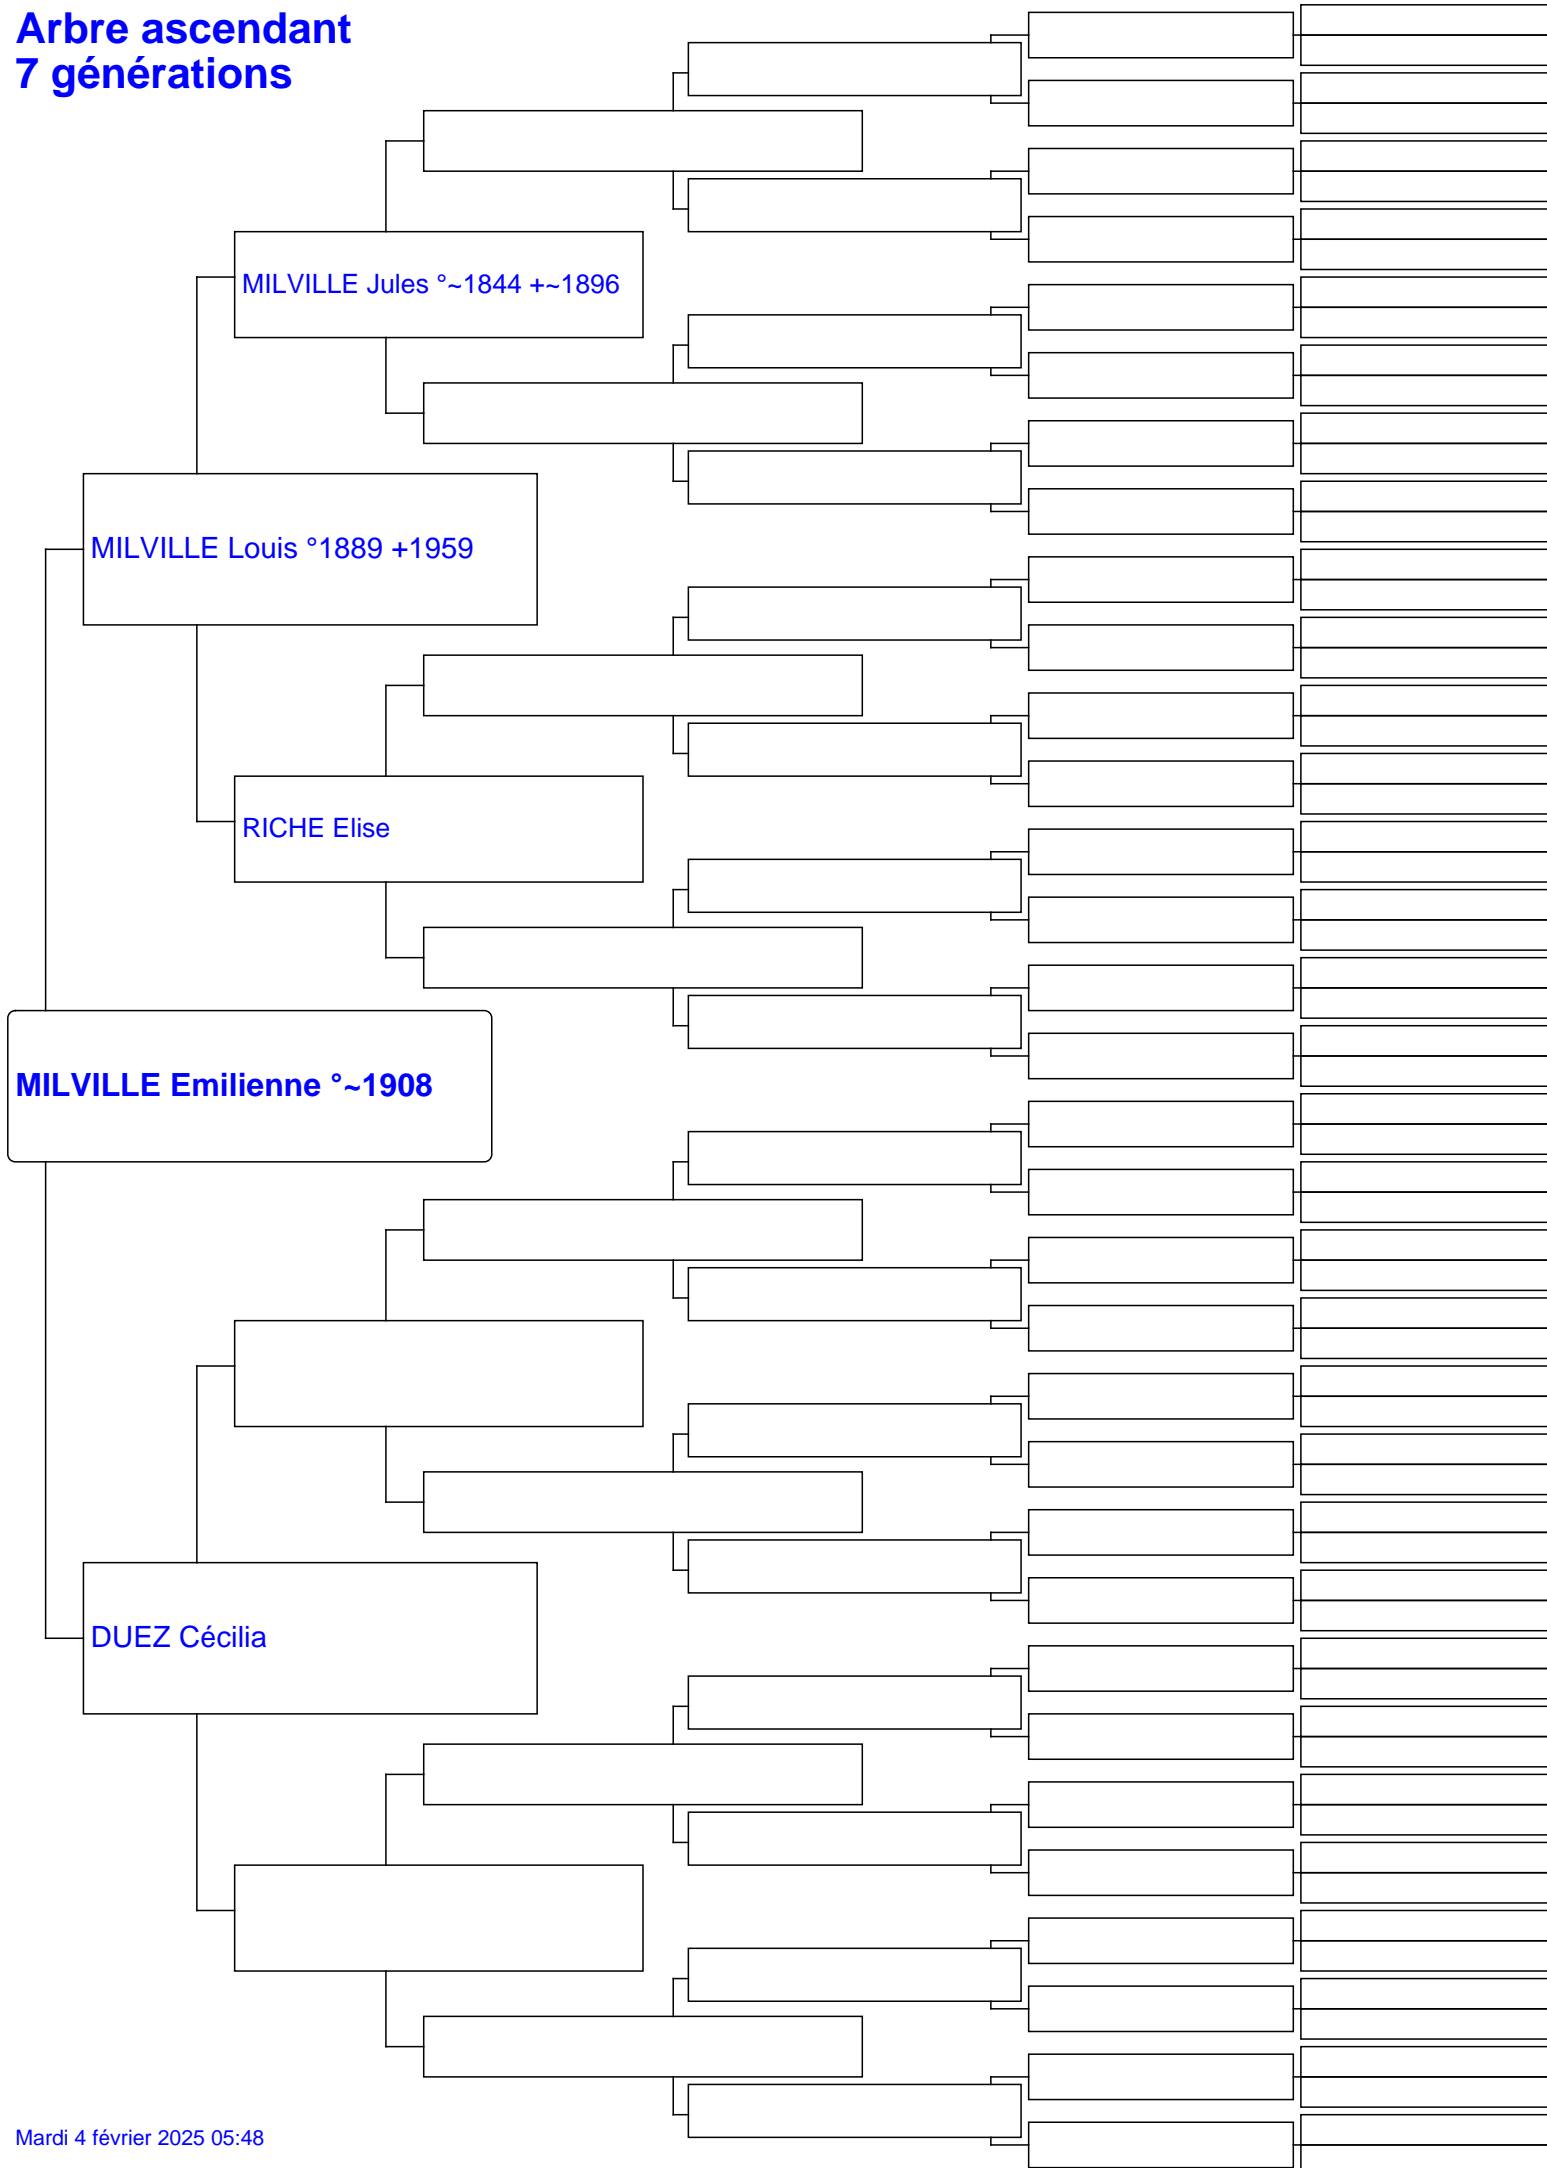 Arbre ascendant
7 générations
MILVILLE Jules °~1844 +~1896
MILVILLE Louis °1889 +1959
RICHE Elise
MILVILLE Emilienne °~1908
DUEZ Cécilia
Mardi 4 février 2025 05:48